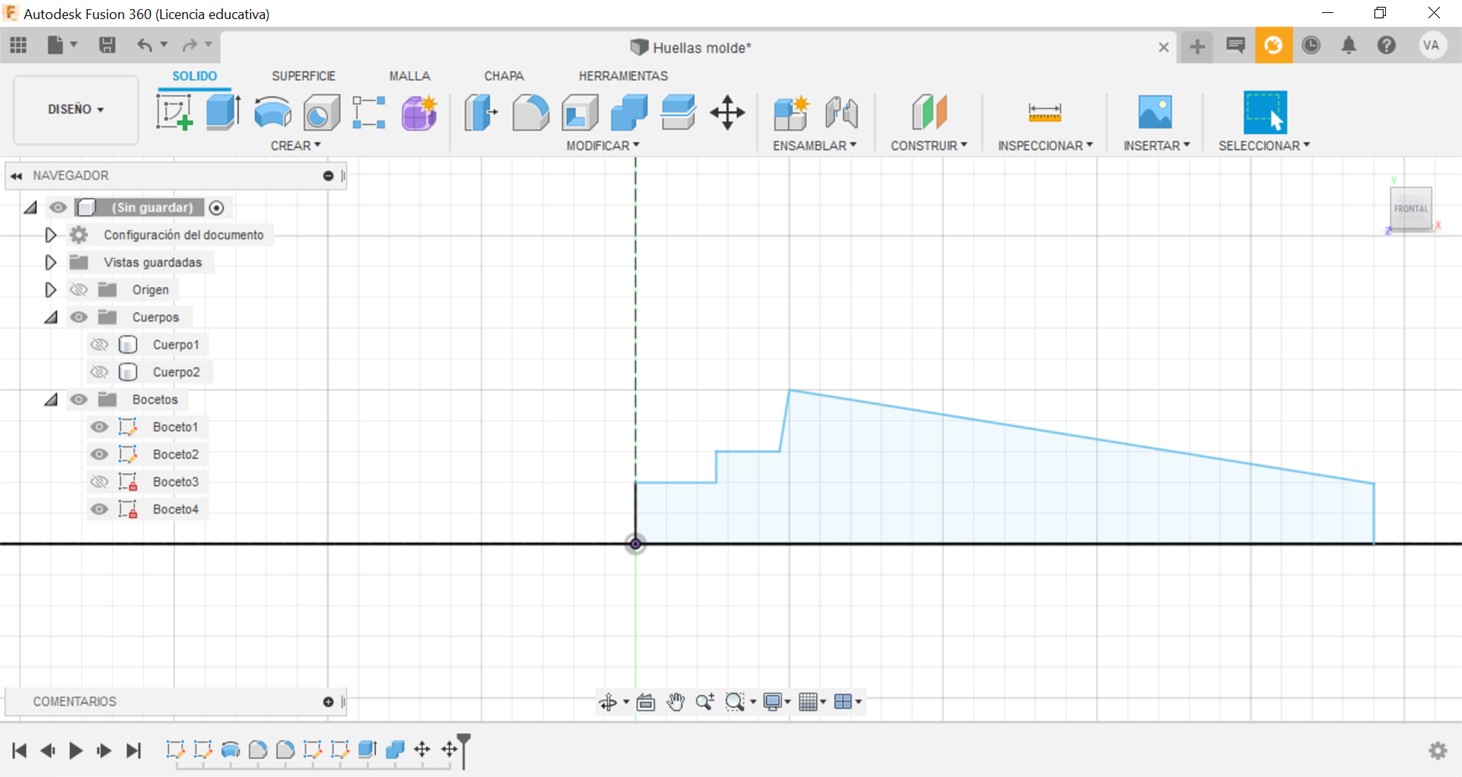 Autodesk Fusion 360 (Licencia educativa)
Huellas molde*
VA
DISEÑO
SOLIDO SUPERFICIE MALLA CHAPA HERRAMIENTAS
CREAR MODIFICAR ENSAMBLAR CONSTRUIR INSPECCIONAR INSERTAR SELECCIONAR
NAVEGADOR
(Sin guardar)
Configuración del documento
Vistas guardadas
Origen
Cuerpos
Cuerpo1
Cuerpo2
Bocetos
Boceto1
Boceto2
Boceto3
Boceto4
Y
FRONTAL
Z X
COMENTARIOS